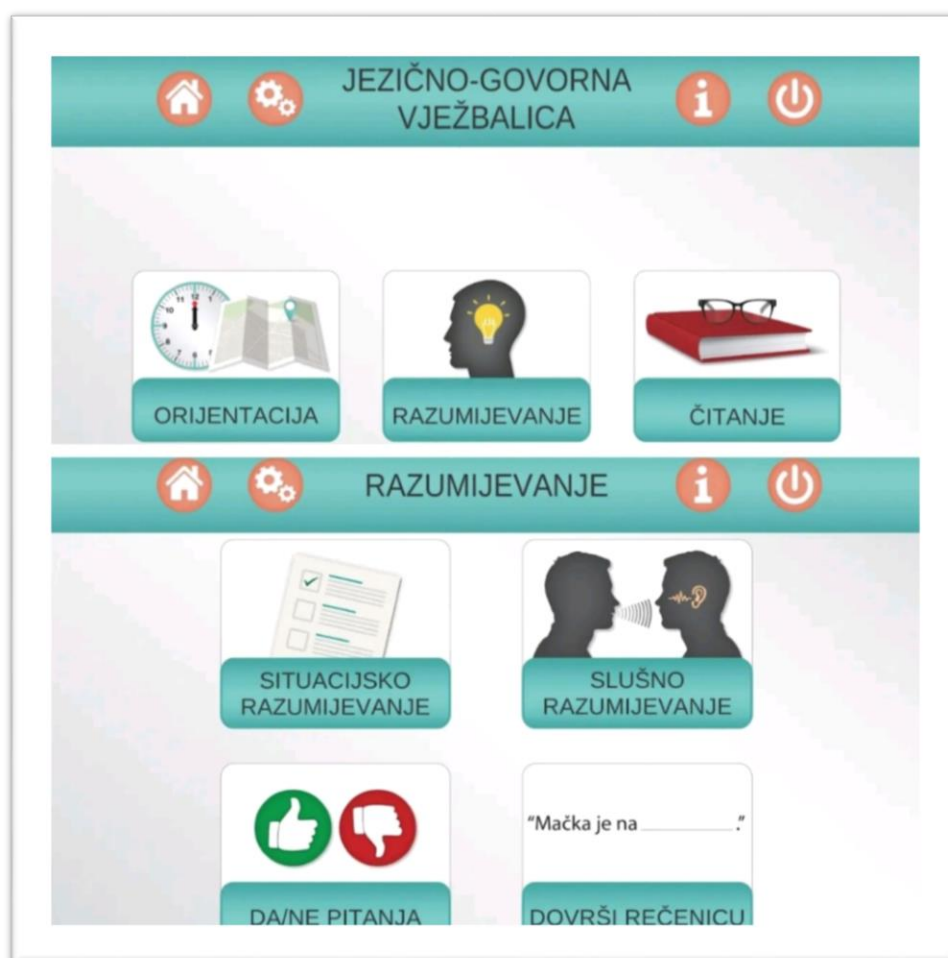 JEZIČNO-GOVORNA
VJEŽBALICA
ORIJENTACIJA
RAZUMIJEVANJE
ČITANJE
RAZUMIJEVANJE
SITUACIJSKO
RAZUMIJEVANJE
SLUŠNO
RAZUMIJEVANJE
"Mačka je na __________."
DA/NE PITANJA
DOVRŠI REČENICU